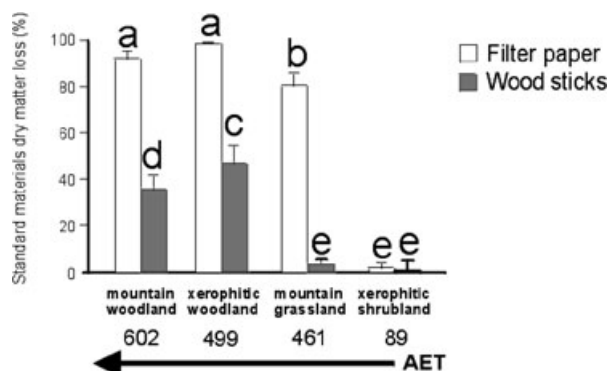 Standard materials dry matter loss (%)
100
80
60
40
20
0
a
a
b
d
c
e
e
e
Filter paper
Wood sticks
mountain woodland
xerophitic woodland
mountain grassland
xerophitic shrubland
602
499
461
89
AET